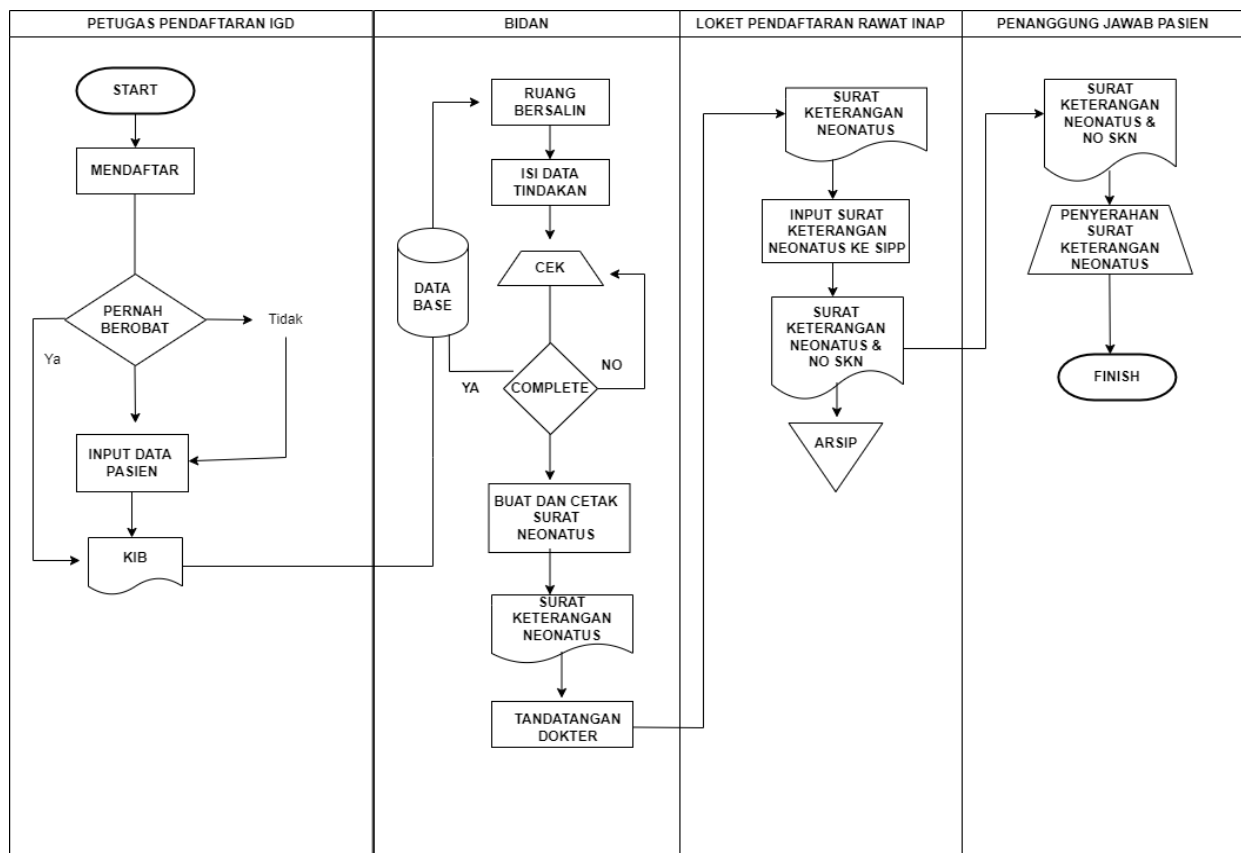 PETUGAS PENDAFTARAN IGD
BIDAN
LOKET PENDAFTARAN RAWAT INAP
PENANGGUNG JAWAB PASIEN
START
MENDAFTAR
PERNAH
BEROBAT
Tidak
Ya
INPUT DATA
PASIEN
KIB
RUANG
BERSALIN
ISI DATA
TINDAKAN
CEK
DATA
BASE
COMPLETE
NO
YA
BUAT DAN CETAK
SURAT
NEONATUS
SURAT
KETERANGAN
NEONATUS
TANDATANGAN
DOKTER
SURAT
KETERANGAN
NEONATUS
INPUT SURAT
KETERANGAN
NEONATUS KE SIPP
SURAT
KETERANGAN
NEONATUS &
NO SKN
ARSIP
SURAT
KETERANGAN
NEONATUS &
NO SKN
PENYERAHAN
SURAT
KETERANGAN
NEONATUS
FINISH